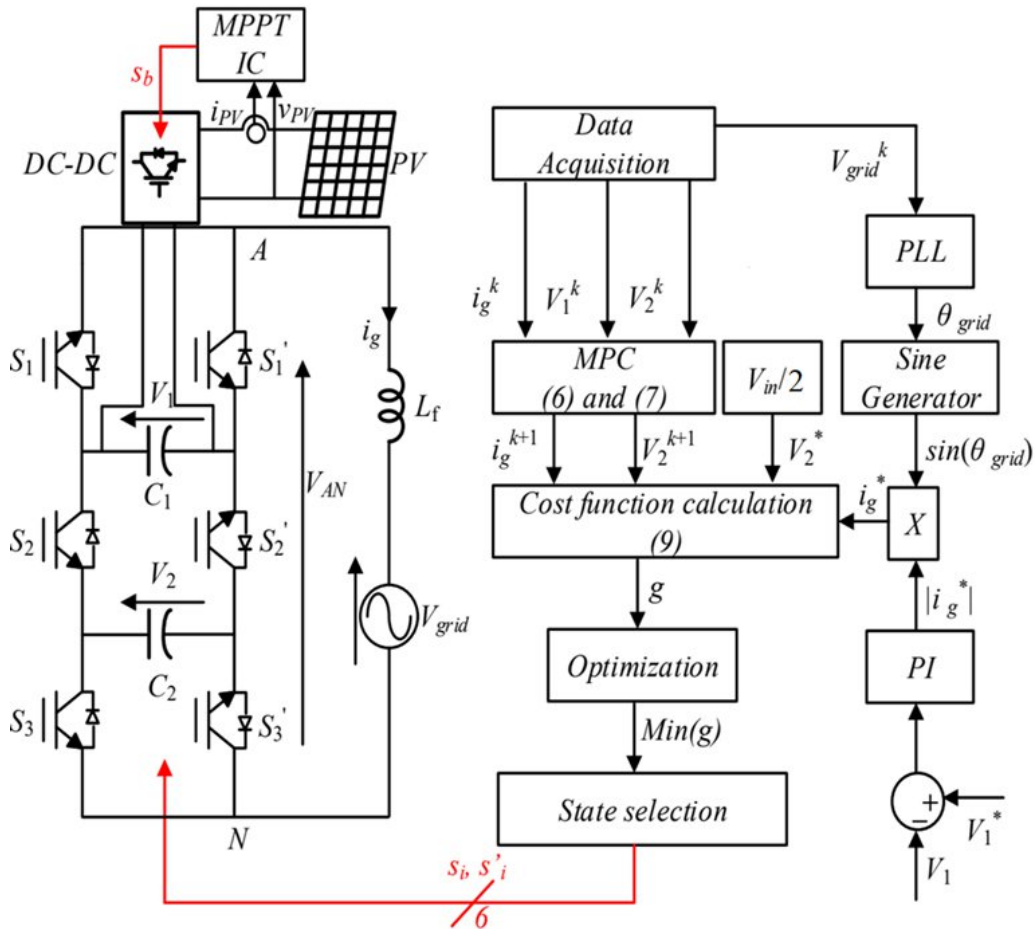 MPPT
IC
s_b
i_PV
v_PV
DC-DC
PV
A
i_g
S_1
S_1'
V_1
C_1
L_f
V_AN
S_2
S_2'
V_2
C_2
V_grid
S_3
S_3'
N
s_i, s'_i
6
Data
Acquisition
V_grid^k
PLL
i_g^k
V_1^k
V_2^k
θ_grid
MPC
(6) and (7)
V_in/2
Sine
Generator
i_g^k+1
V_2^k+1
V_2^*
sin(θ_grid)
Cost function calculation
(9)
i_g^*
X
g
|i_g^*|
Optimization
PI
Min(g)
State selection
+
−
V_1^*
V_1